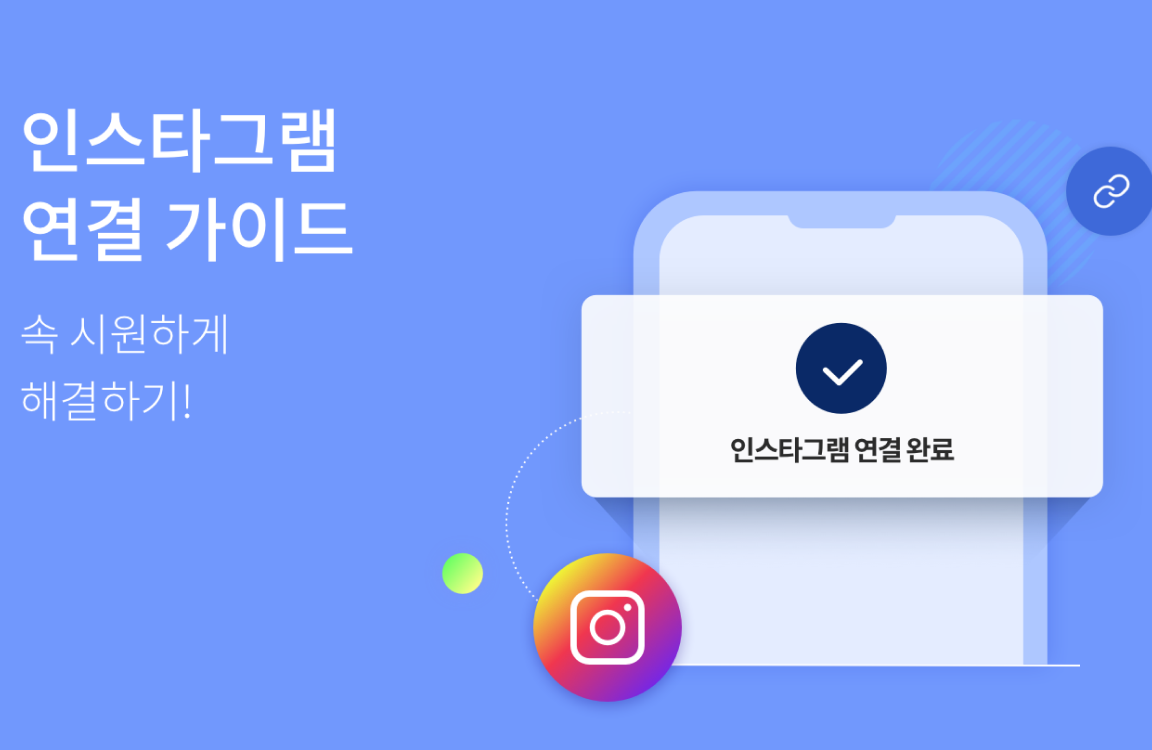 인스타그램
연결 가이드
속 시원하게
해결하기!
인스타그램 연결 완료